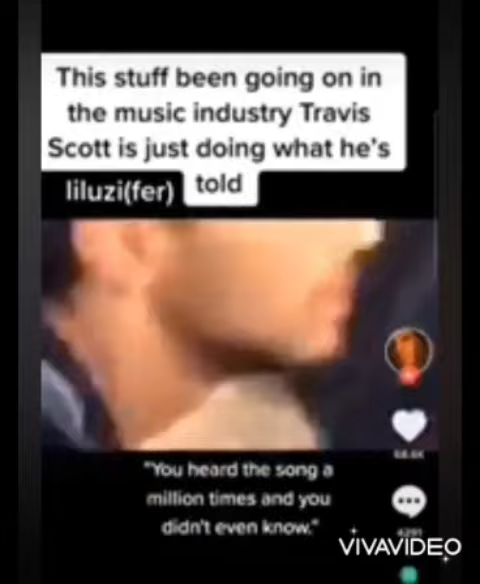 This stuff been going on in
the music industry Travis
Scott is just doing what he's
told
liluzi(fer)
"You heard the song a
million times and you
didn't even know."
VIVAVIDEO